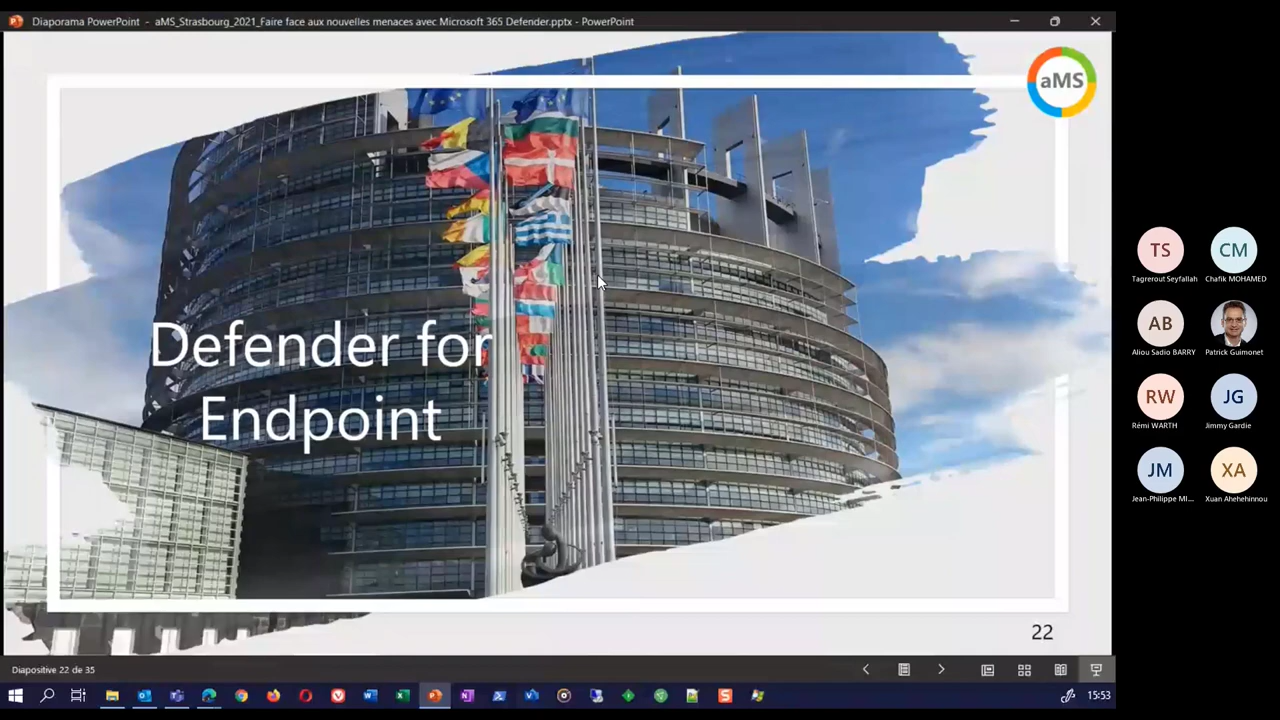 Diaporama PowerPoint - aMS_Strasbourg_2021_Faire face aux nouvelles menaces avec Microsoft 365 Defender.pptx - PowerPoint
aMS
Defender for
Endpoint
22
TS
CM
Tagrerout Seyfallah
Chafik MOHAMED
AB
Aliou Sadio BARRY
Patrick Guimonet
RW
JG
Rémi WARTH
Jimmy Gardie
JM
XA
Jean-Philippe MI...
Xuan Ahehehinnou
Diapositive 22 de 35
15:53